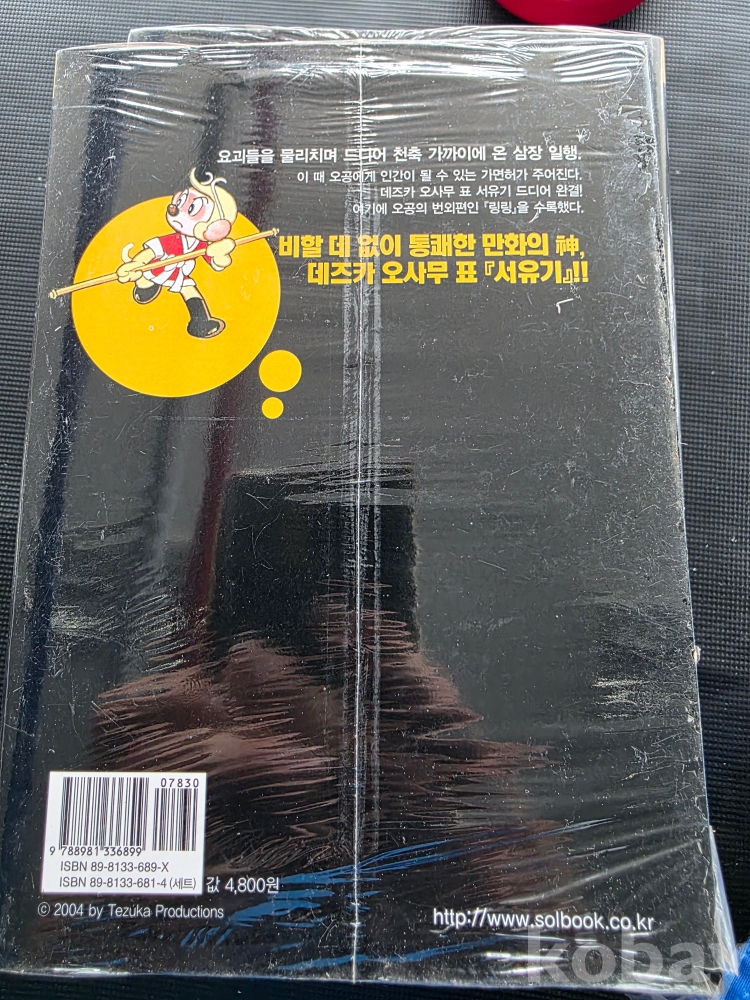 요괴들을 물리치며 드디어 천축 가까이에 온 삼장 일행.
이 때 오공에게 인간이 될 수 있는 가면허가 주어진다.
데즈카 오사무 표 서유기 드디어 완결!
여기에 오공의 번외편인 『링링』을 수록했다.
비할 데 없이 통쾌한 만화의 神,
데즈카 오사무 표 『서유기』!!
07830
9 788981 336899
ISBN 89-8133-689-X
ISBN 89-8133-681-4 (세트)
값 4,800원
© 2004 by Tezuka Productions
http://www.solbook.co.kr
kobay